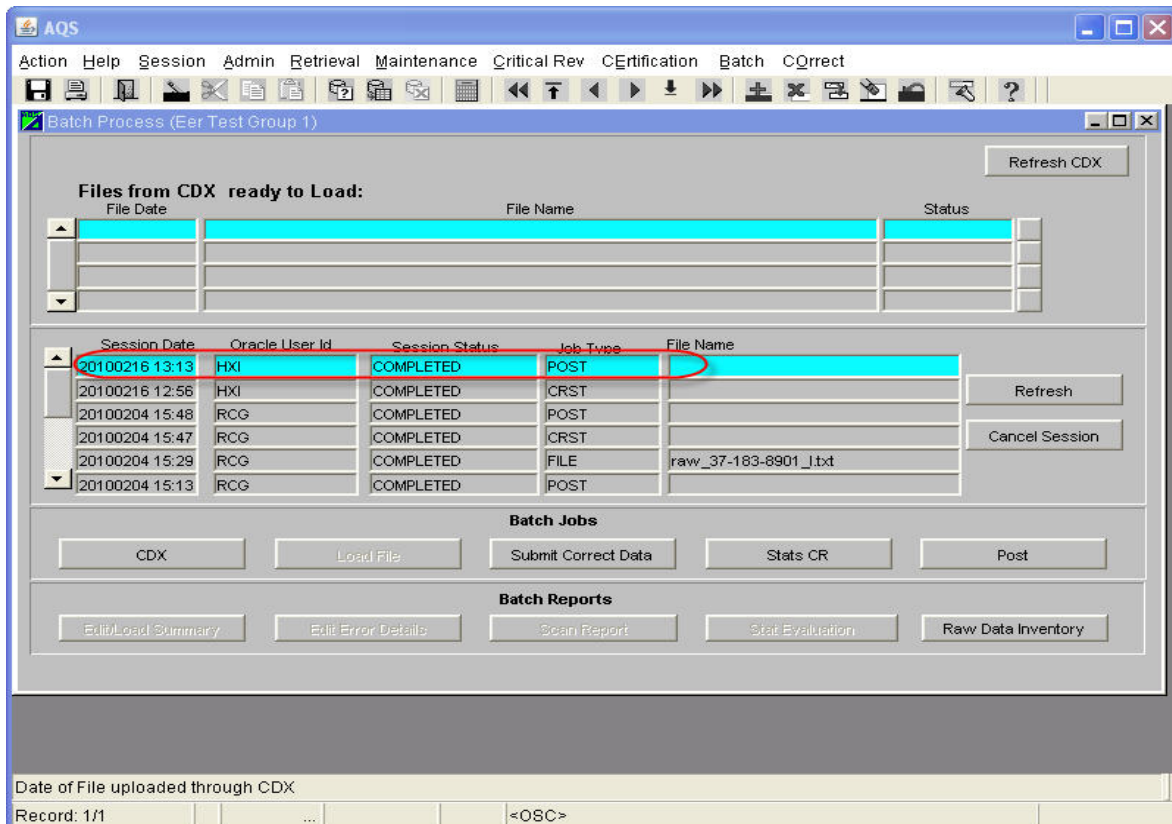 AQS
Action Help Session Admin Retrieval Maintenance Critical Rev CErtification Batch COrrect
Batch Process (Eer Test Group 1)
Refresh CDX
Files from CDX ready to Load:
File Date File Name Status
Session Date Oracle User Id Session Status Job Type File Name
20100216 13:13 HXI COMPLETED POST
20100216 12:56 HXI COMPLETED CRST
Refresh
20100204 15:48 RCG COMPLETED POST
20100204 15:47 RCG COMPLETED CRST
Cancel Session
20100204 15:29 RCG COMPLETED FILE raw_37-183-8901_I.txt
20100204 15:13 RCG COMPLETED POST
Batch Jobs
CDX Load File Submit Correct Data Stats CR Post
Batch Reports
Edit/Load Summary Edit Error Details Scan Report Stat Evaluation Raw Data Inventory
Date of File uploaded through CDX
Record: 1/1 ... <OSC>